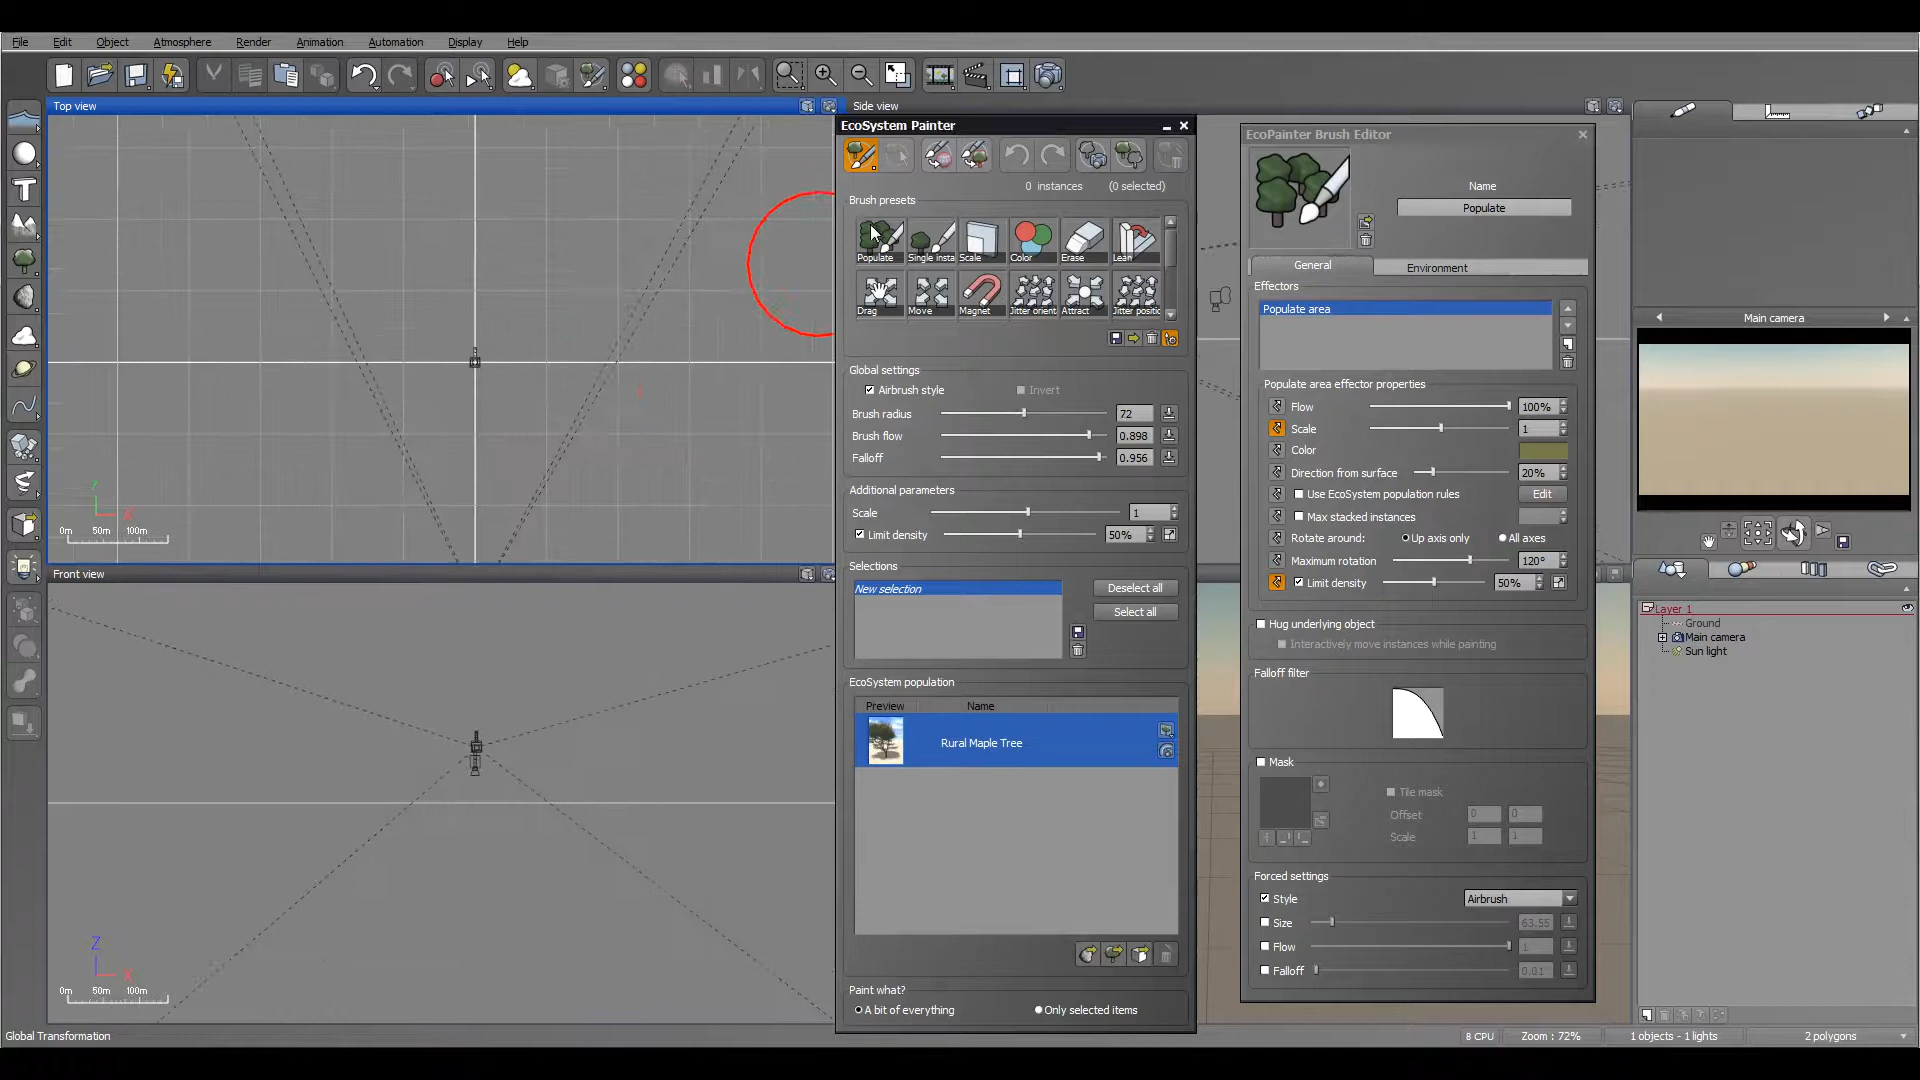 File Edit Object Atmosphere Render Animation Automation Display Help
Top view
Side view
Y
X
0m 50m 100m
Front view
Z
X
0m 50m 100m
EcoSystem Painter
0 instances (0 selected)
Brush presets
Populate Single insta Scale Color Erase Lean
Drag Move Magnet Jitter orient Attract Jitter positic
Global settings
Airbrush style Invert
Brush radius 72
Brush flow 0.898
Falloff 0.956
Additional parameters
Scale 1
Limit density 50%
Selections
New selection
Deselect all
Select all
EcoSystem population
Preview Name
Rural Maple Tree
Paint what?
A bit of everything Only selected items
EcoPainter Brush Editor
Name
Populate
General Environment
Effectors
Populate area
Populate area effector properties
Flow 100%
Scale 1
Color
Direction from surface 20%
Use EcoSystem population rules Edit
Max stacked instances
Rotate around: Up axis only All axes
Maximum rotation 120°
Limit density 50%
Hug underlying object
Interactively move instances while painting
Falloff filter
Mask
Tile mask
Offset 0 0
Scale 1 1
Forced settings
Style Airbrush
Size 63.55
Flow 1
Falloff 0.01
Main camera
Layer 1
Ground
Main camera
Sun light
Global Transformation
8 CPU Zoom : 72% 1 objects - 1 lights 2 polygons